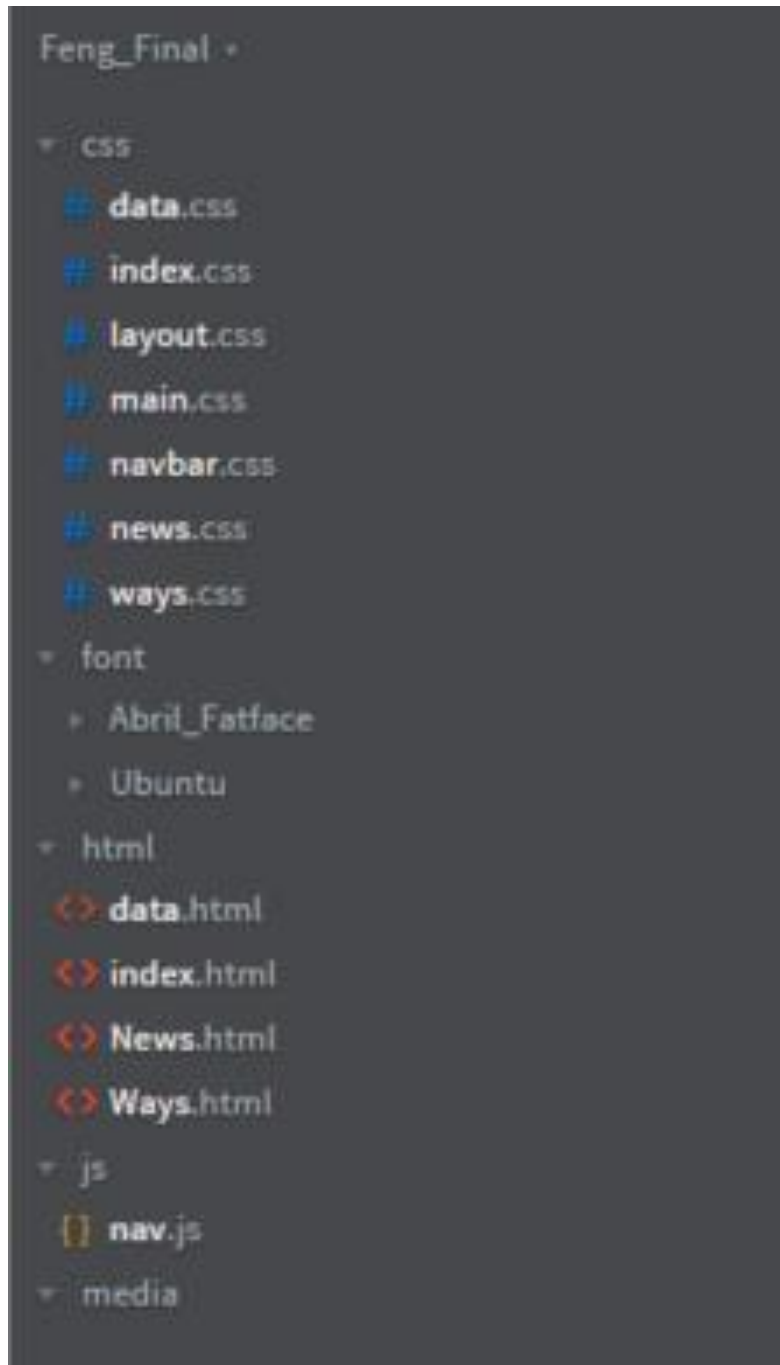 Feng_Final
css
# data.css
# index.css
# layout.css
# main.css
# navbar.css
# news.css
# ways.css
font
Abril_Fatface
Ubuntu
html
<> data.html
<> index.html
<> News.html
<> Ways.html
js
{} nav.js
media